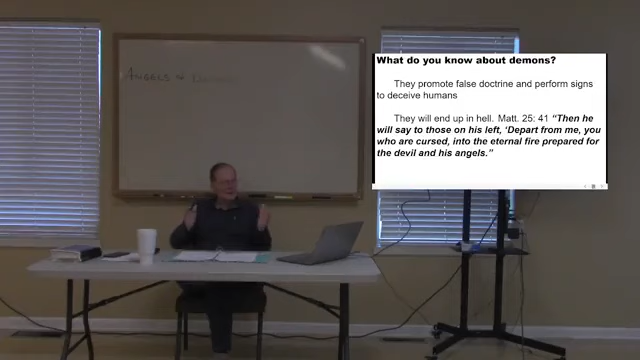 ANGELS & DEMONS
What do you know about demons?
They promote false doctrine and perform signs
to deceive humans
They will end up in hell. Matt. 25: 41 “Then he
will say to those on his left, ‘Depart from me, you
who are cursed, into the eternal fire prepared for
the devil and his angels.”